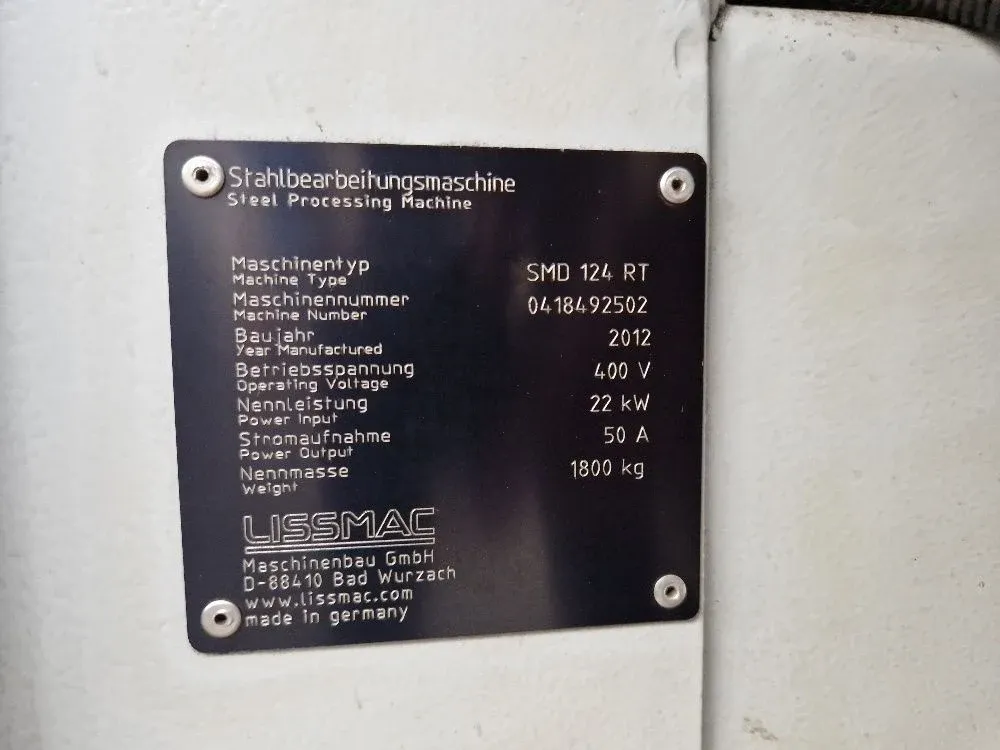 Stahlbearbeitungsmaschine
Steel Processing Machine
Maschinentyp SMD 124 RT
Machine Type
Maschinennummer 0418492502
Machine Number
Baujahr 2012
Year Manufactured
Betriebsspannung 400 V
Operating Voltage
Nennleistung 22 kW
Power Input
Stromaufnahme 50 A
Power Output
Nennmasse 1800 kg
Weight
LISSMAC
Maschinenbau GmbH
D-88410 Bad Wurzach
www.lissmac.com
made in germany